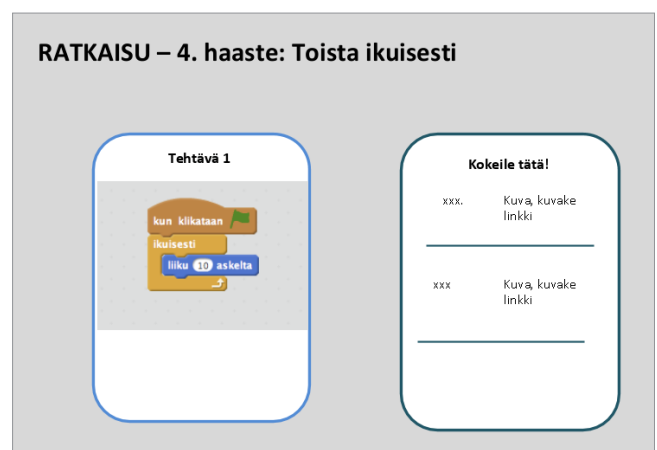 RATKAISU – 4. haaste: Toista ikuisesti
Tehtävä 1
kun klikataan
ikuisesti
liiku 10 askelta
Kokeile tätä!
xxx. Kuva, kuvake
linkki
xxx Kuva, kuvake
linkki